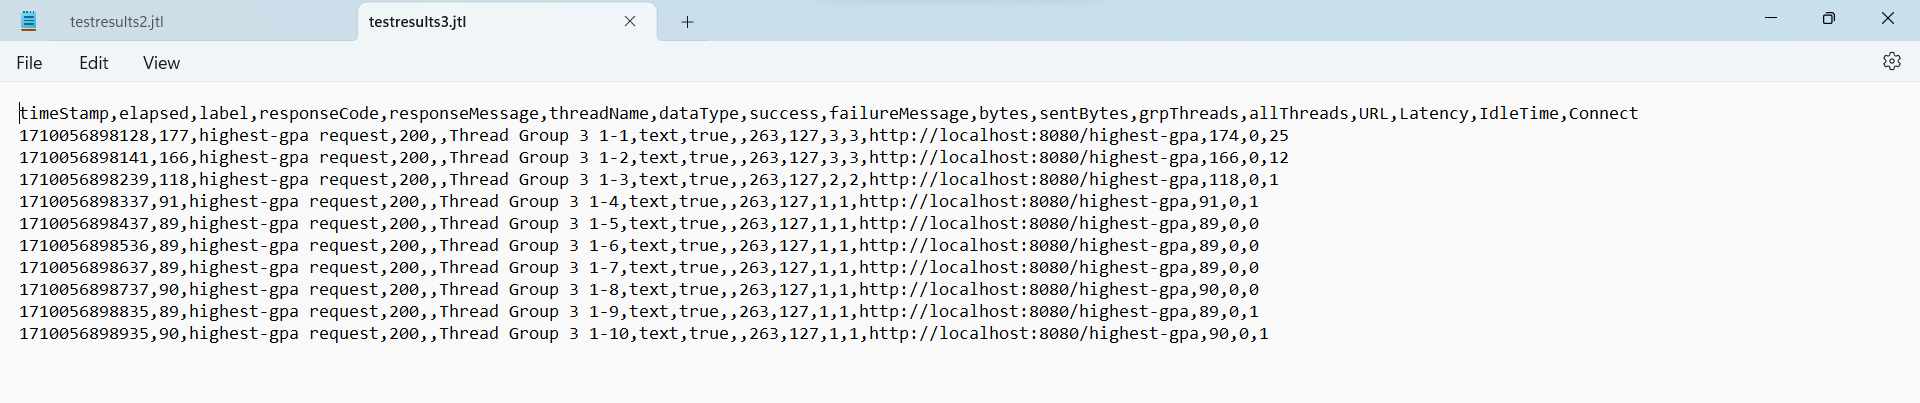 testresults2.jtl
testresults3.jtl
File Edit View
timeStamp,elapsed,label,responseCode,responseMessage,threadName,dataType,success,failureMessage,bytes,sentBytes,grpThreads,allThreads,URL,Latency,IdleTime,Connect
1710056898128,177,highest-gpa request,200,,Thread Group 3 1-1,text,true,,263,127,3,3,http://localhost:8080/highest-gpa,174,0,25
1710056898141,166,highest-gpa request,200,,Thread Group 3 1-2,text,true,,263,127,3,3,http://localhost:8080/highest-gpa,166,0,12
1710056898239,118,highest-gpa request,200,,Thread Group 3 1-3,text,true,,263,127,2,2,http://localhost:8080/highest-gpa,118,0,1
1710056898337,91,highest-gpa request,200,,Thread Group 3 1-4,text,true,,263,127,1,1,http://localhost:8080/highest-gpa,91,0,1
1710056898437,89,highest-gpa request,200,,Thread Group 3 1-5,text,true,,263,127,1,1,http://localhost:8080/highest-gpa,89,0,0
1710056898536,89,highest-gpa request,200,,Thread Group 3 1-6,text,true,,263,127,1,1,http://localhost:8080/highest-gpa,89,0,0
1710056898637,89,highest-gpa request,200,,Thread Group 3 1-7,text,true,,263,127,1,1,http://localhost:8080/highest-gpa,89,0,0
1710056898737,90,highest-gpa request,200,,Thread Group 3 1-8,text,true,,263,127,1,1,http://localhost:8080/highest-gpa,90,0,0
1710056898835,89,highest-gpa request,200,,Thread Group 3 1-9,text,true,,263,127,1,1,http://localhost:8080/highest-gpa,89,0,1
1710056898935,90,highest-gpa request,200,,Thread Group 3 1-10,text,true,,263,127,1,1,http://localhost:8080/highest-gpa,90,0,1